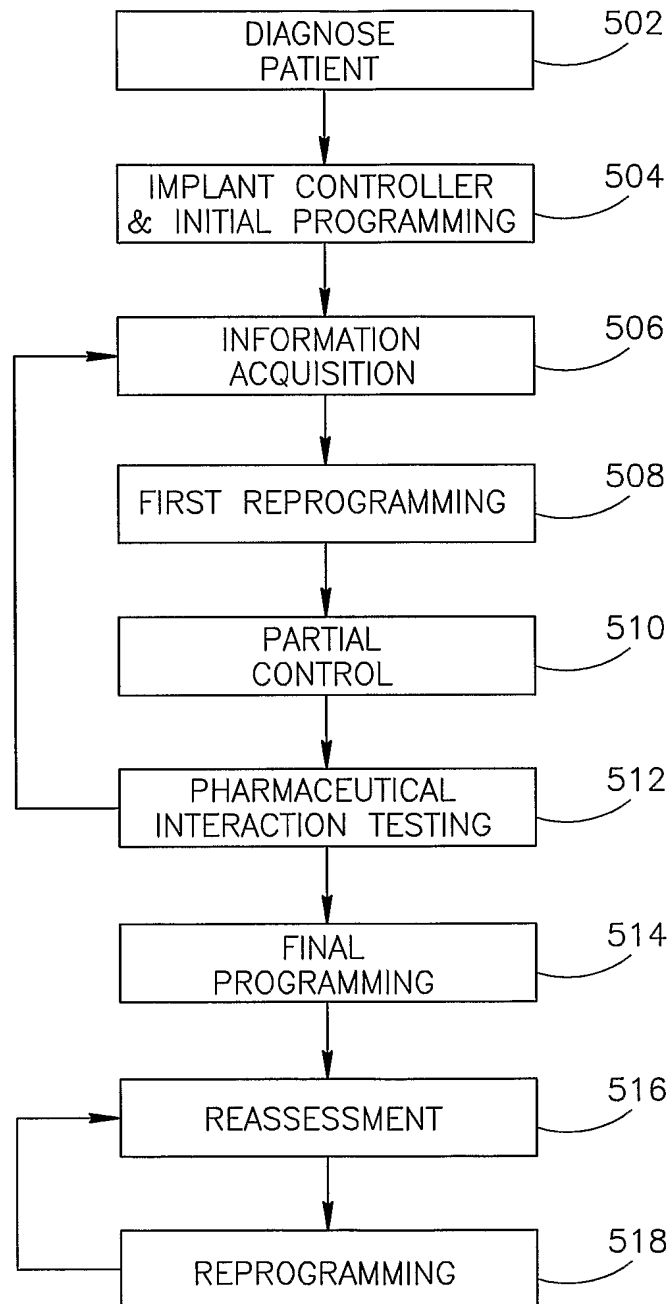 DIAGNOSE
PATIENT
502
IMPLANT CONTROLLER
& INITIAL PROGRAMMING
504
INFORMATION
ACQUISITION
506
FIRST REPROGRAMMING
508
PARTIAL
CONTROL
510
PHARMACEUTICAL
INTERACTION TESTING
512
FINAL
PROGRAMMING
514
REASSESSMENT
516
REPROGRAMMING
518